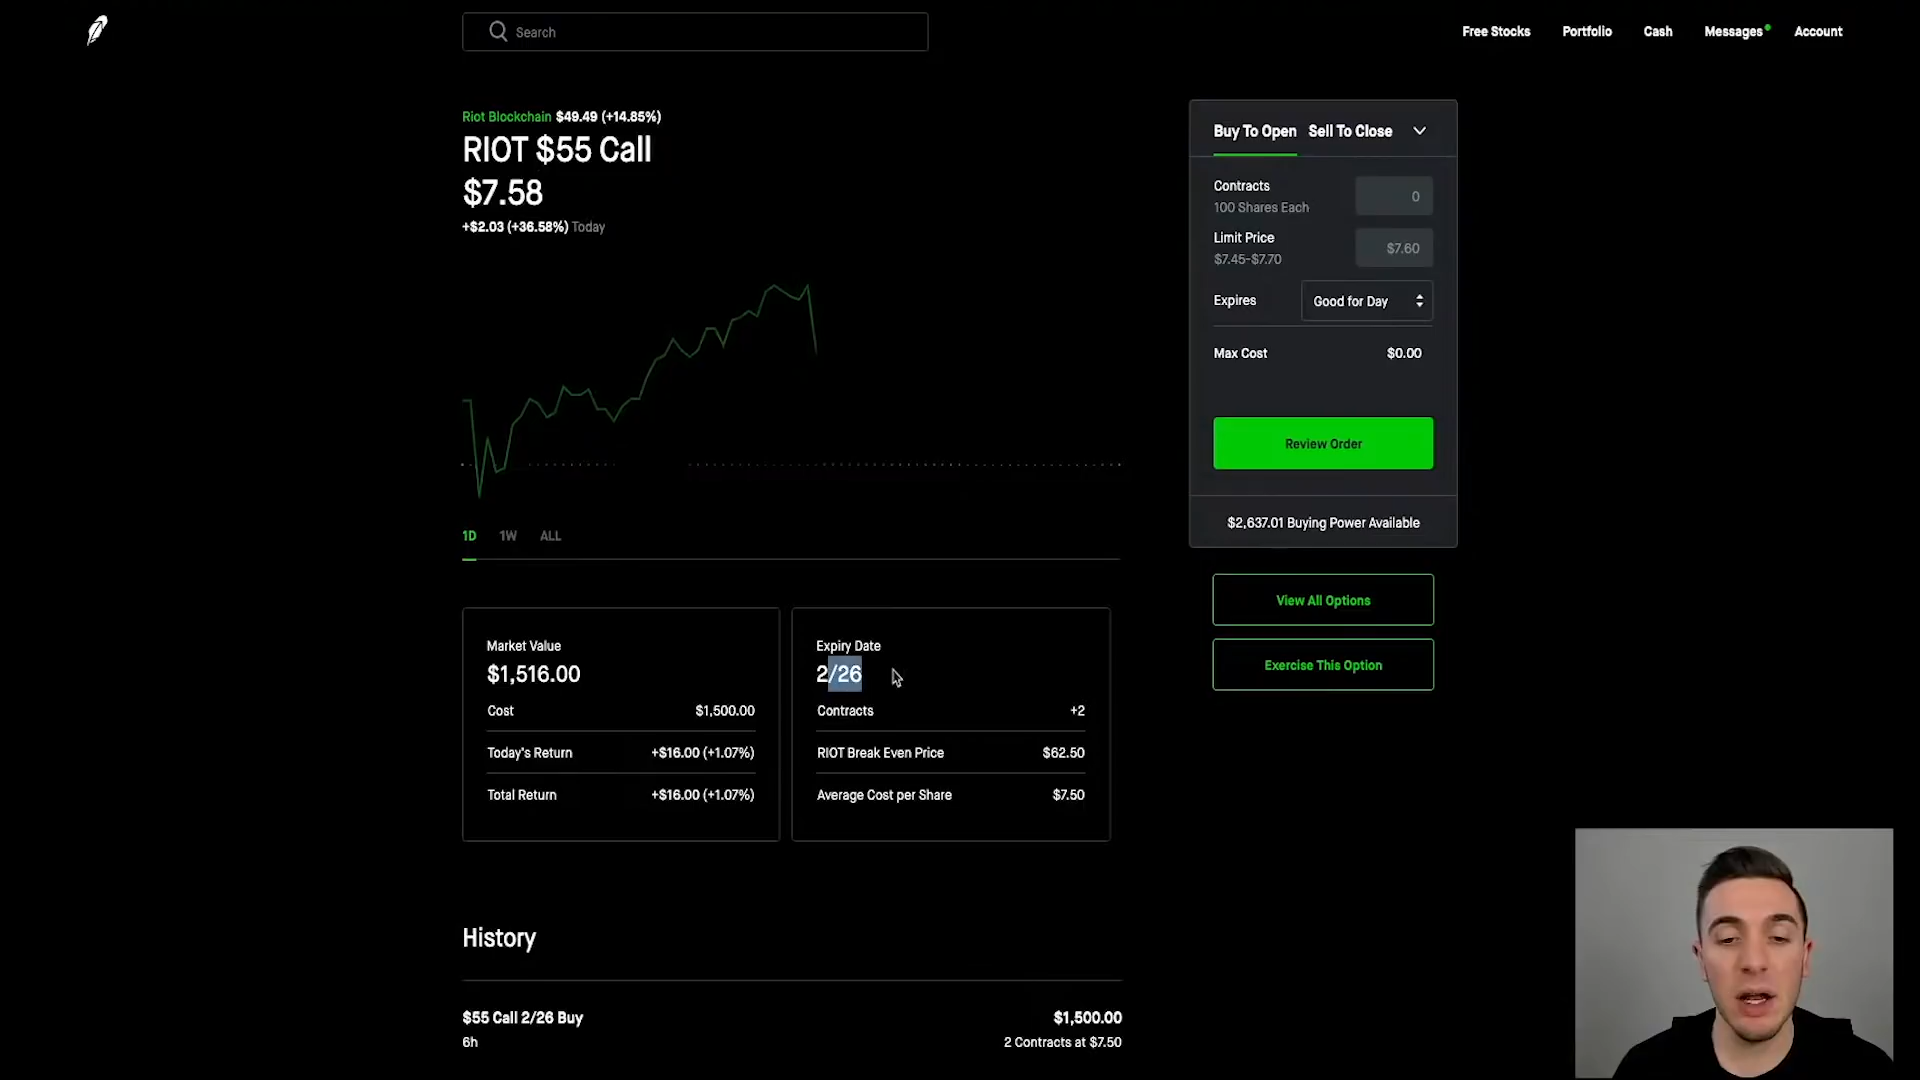 Search
Free Stocks Portfolio Cash Messages Account
Riot Blockchain $49.49 (+14.85%)
RIOT $55 Call
$7.58
+$2.03 (+36.58%) Today
1D 1W ALL
Buy To Open Sell To Close
Contracts 0
100 Shares Each
Limit Price $7.60
$7.45-$7.70
Expires Good for Day
Max Cost $0.00
Review Order
$2,637.01 Buying Power Available
View All Options
Exercise This Option
Market Value
$1,516.00
Cost $1,500.00
Today's Return +$16.00 (+1.07%)
Total Return +$16.00 (+1.07%)
Expiry Date
2/26
Contracts +2
RIOT Break Even Price $62.50
Average Cost per Share $7.50
History
$55 Call 2/26 Buy $1,500.00
6h 2 Contracts at $7.50